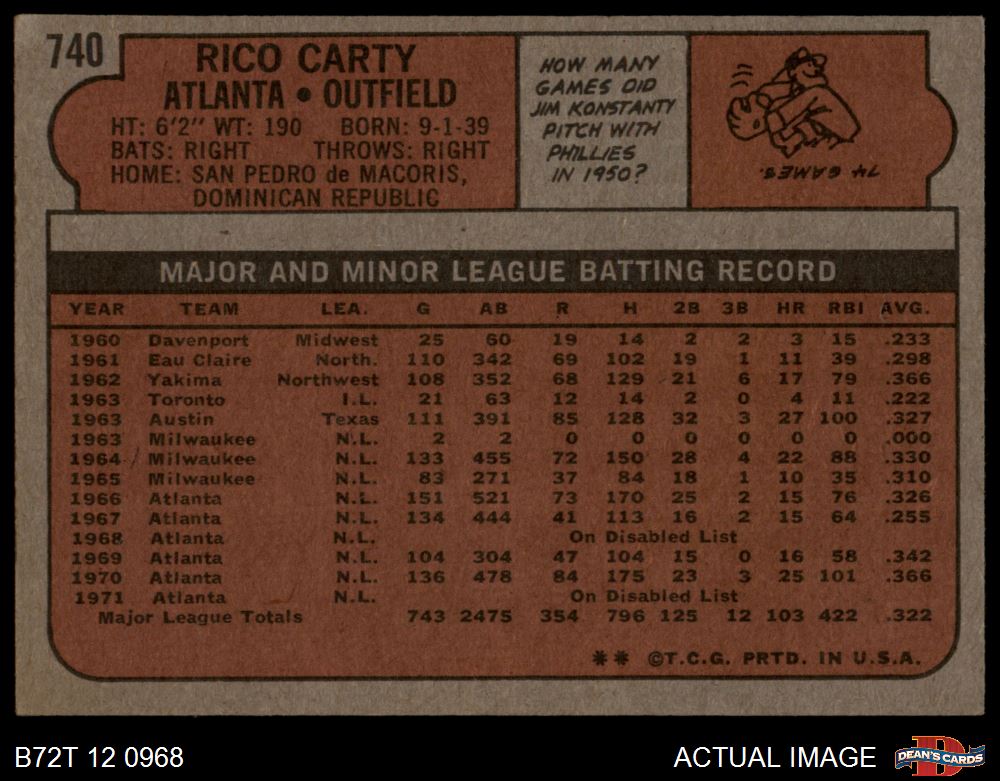 740
RICO CARTY
ATLANTA • OUTFIELD
HT: 6'2" WT: 190 BORN: 9-1-39
BATS: RIGHT THROWS: RIGHT
HOME: SAN PEDRO de MACORIS,
DOMINICAN REPUBLIC
HOW MANY
GAMES DID
JIM KONSTANTY
PITCH WITH
PHILLIES
IN 1950?
74 GAMES.
MAJOR AND MINOR LEAGUE BATTING RECORD
YEAR TEAM LEA. G AB R H 2B 3B HR RBI AVG.
1960 Davenport Midwest 25 60 19 14 2 2 3 15 .233
1961 Eau Claire North. 110 342 69 102 19 1 11 39 .298
1962 Yakima Northwest 108 352 68 129 21 6 17 79 .366
1963 Toronto I.L. 21 63 12 14 2 0 4 11 .222
1963 Austin Texas 111 391 85 128 32 3 27 100 .327
1963 Milwaukee N.L. 2 2 0 0 0 0 0 0 .000
1964 Milwaukee N.L. 133 455 72 150 28 4 22 88 .330
1965 Milwaukee N.L. 83 271 37 84 18 1 10 35 .310
1966 Atlanta N.L. 151 521 73 170 25 2 15 76 .326
1967 Atlanta N.L. 134 444 41 113 16 2 15 64 .255
1968 Atlanta N.L. On Disabled List
1969 Atlanta N.L. 104 304 47 104 15 0 16 58 .342
1970 Atlanta N.L. 136 478 84 175 23 3 25 101 .366
1971 Atlanta N.L. On Disabled List
Major League Totals 743 2475 354 796 125 12 103 422 .322
** ©T.C.G. PRTD. IN U.S.A.
B72T 12 0968
ACTUAL IMAGE
D
DEAN'S CARDS